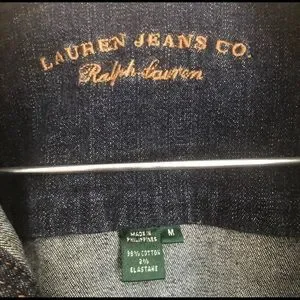 LAUREN JEANS CO.
Ralph Lauren
MADE IN
PHILIPPINES
M
98% COTTON
2%
ELASTANE